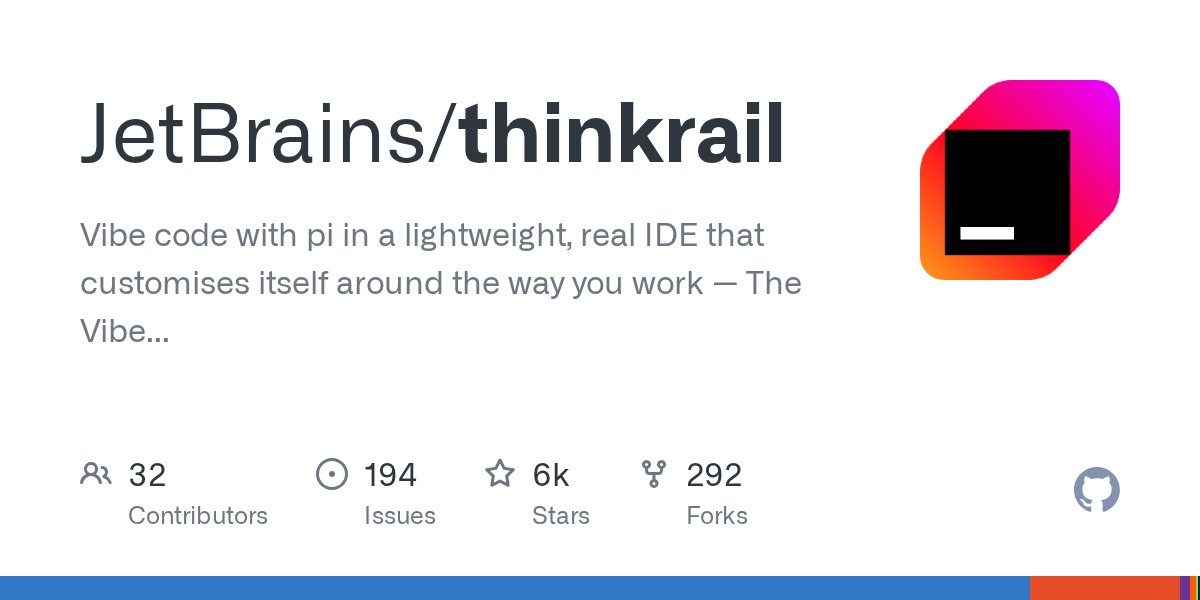 JetBrains/thinkrail
Vibe code with pi in a lightweight, real IDE that
customises itself around the way you work — The
Vibe...
32 194 6k 292
Contributors Issues Stars Forks